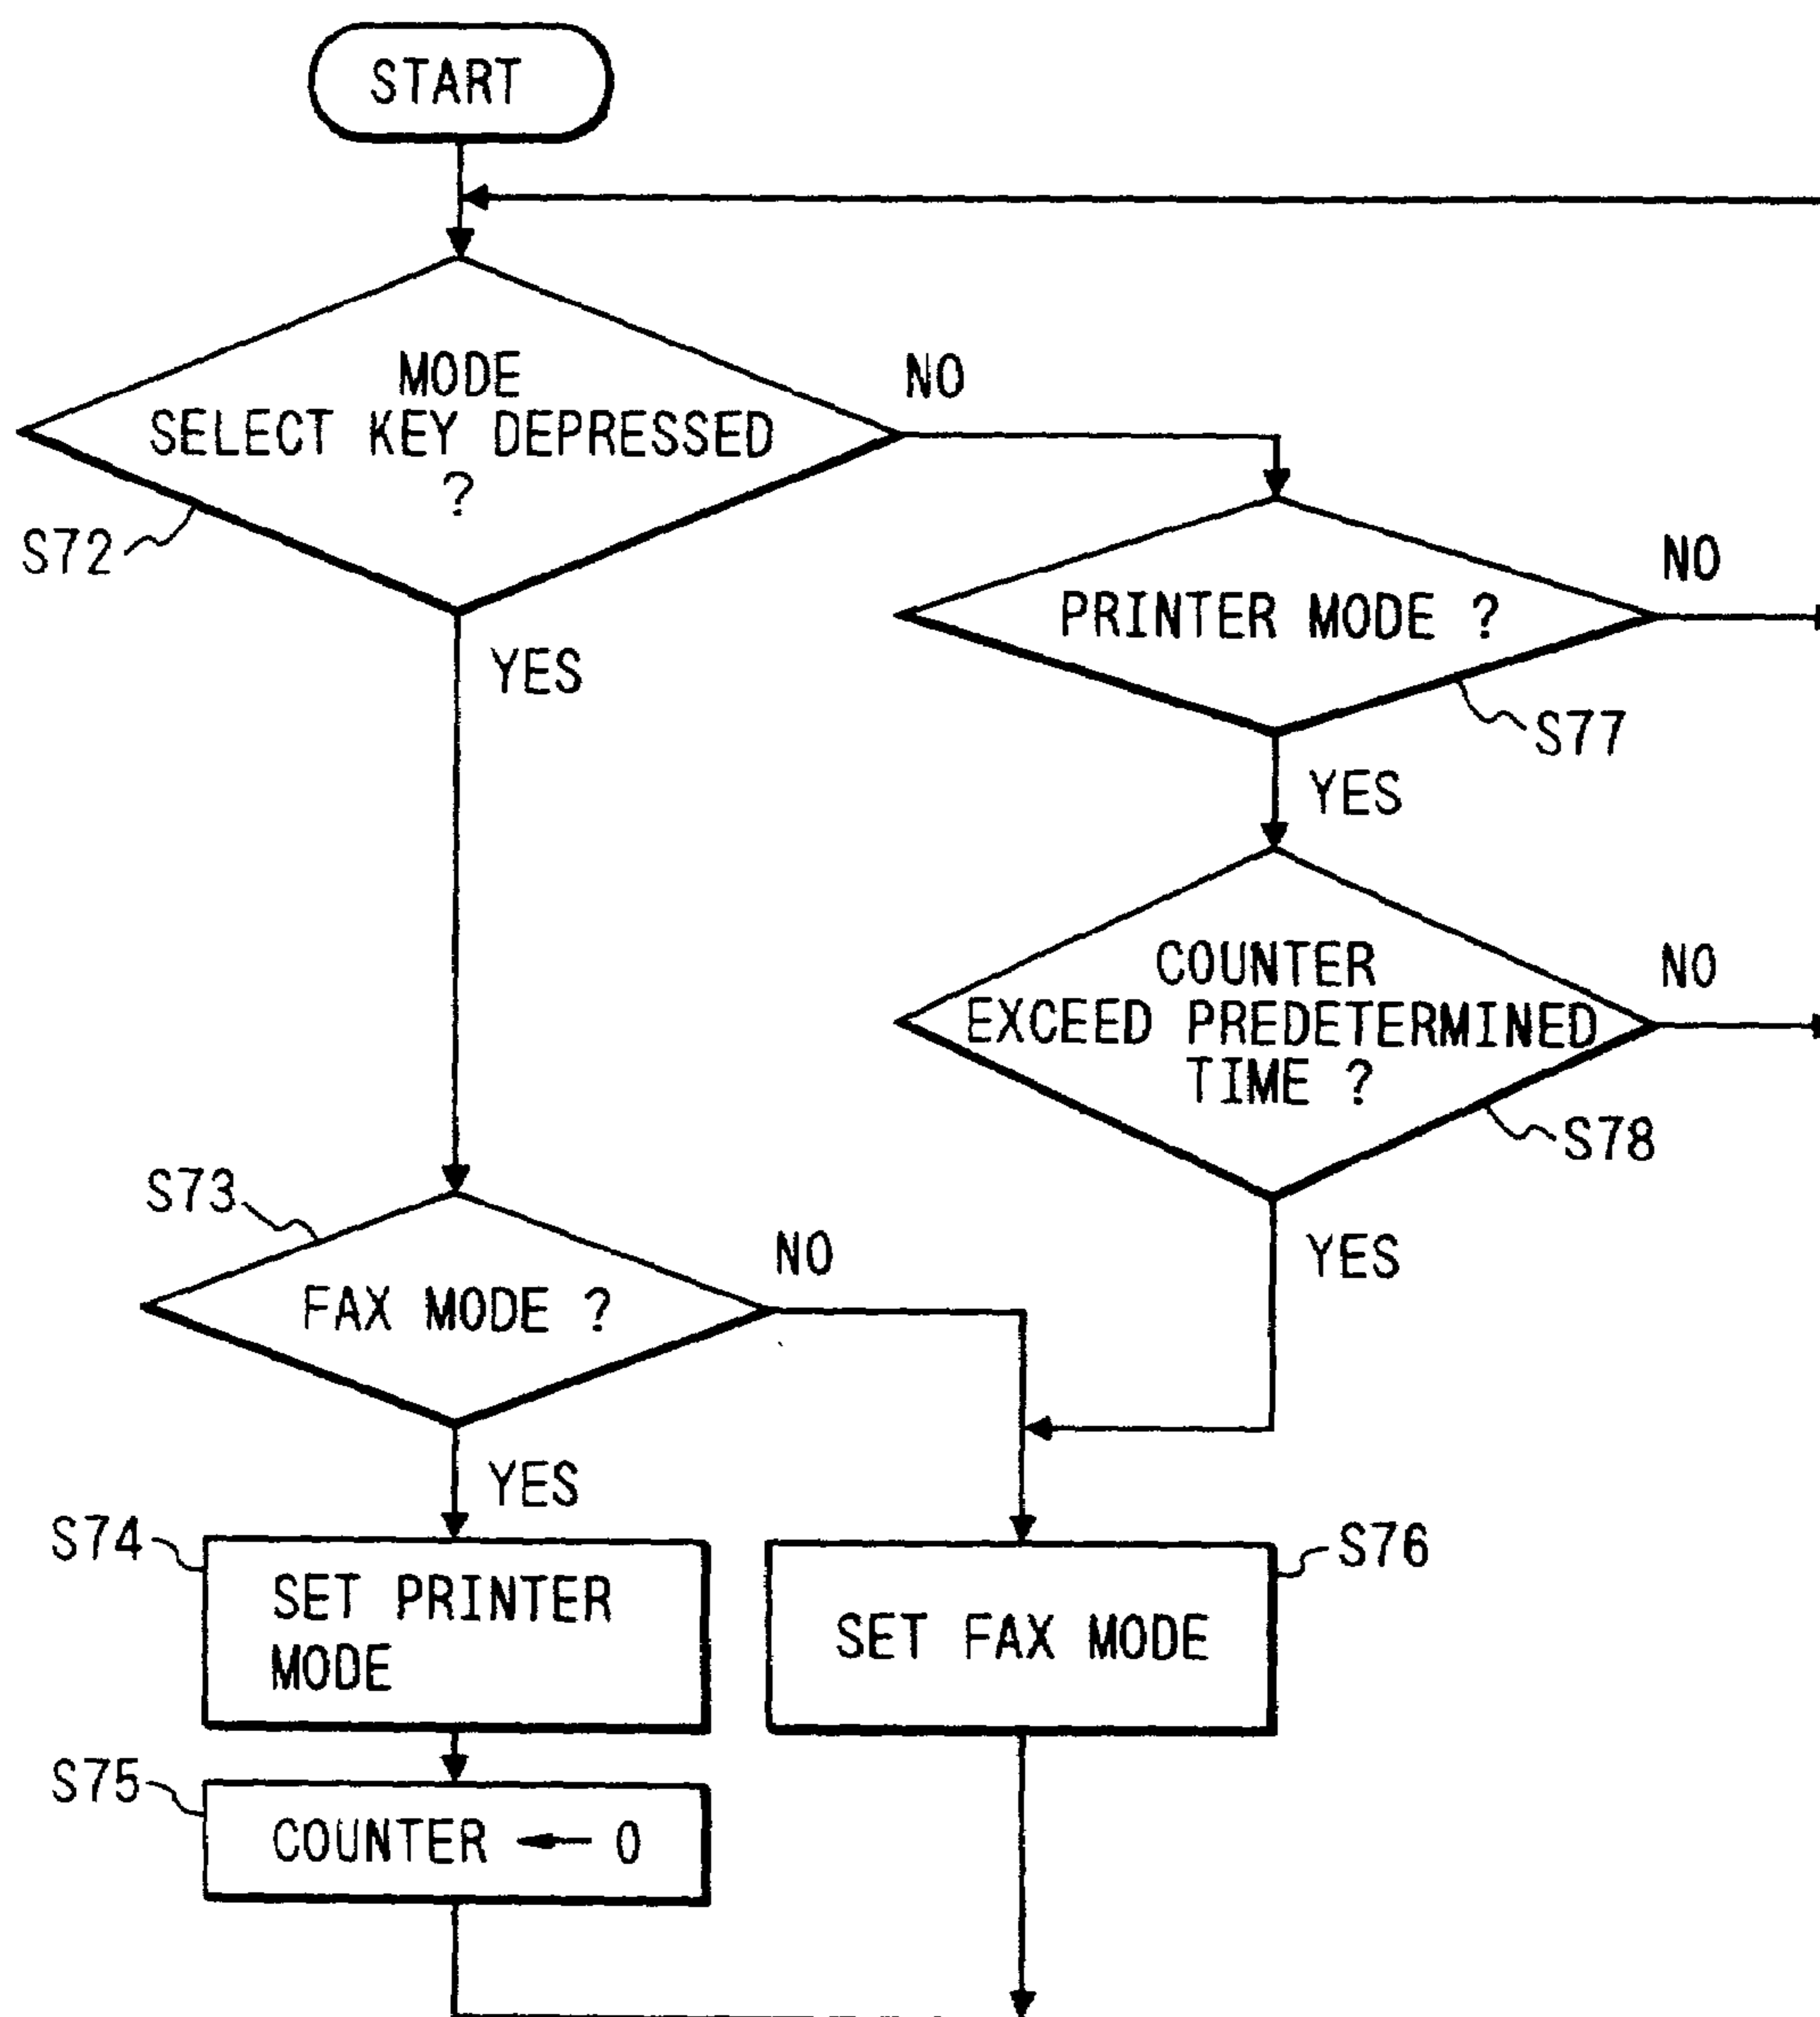 START
MODE
SELECT KEY DEPRESSED
?
NO
S72
YES
PRINTER MODE ?
NO
S77
YES
COUNTER
EXCEED PREDETERMINED
TIME ?
NO
S78
YES
S73
FAX MODE ?
NO
YES
S74
SET PRINTER
MODE
S76
SET FAX MODE
S75
COUNTER ← 0